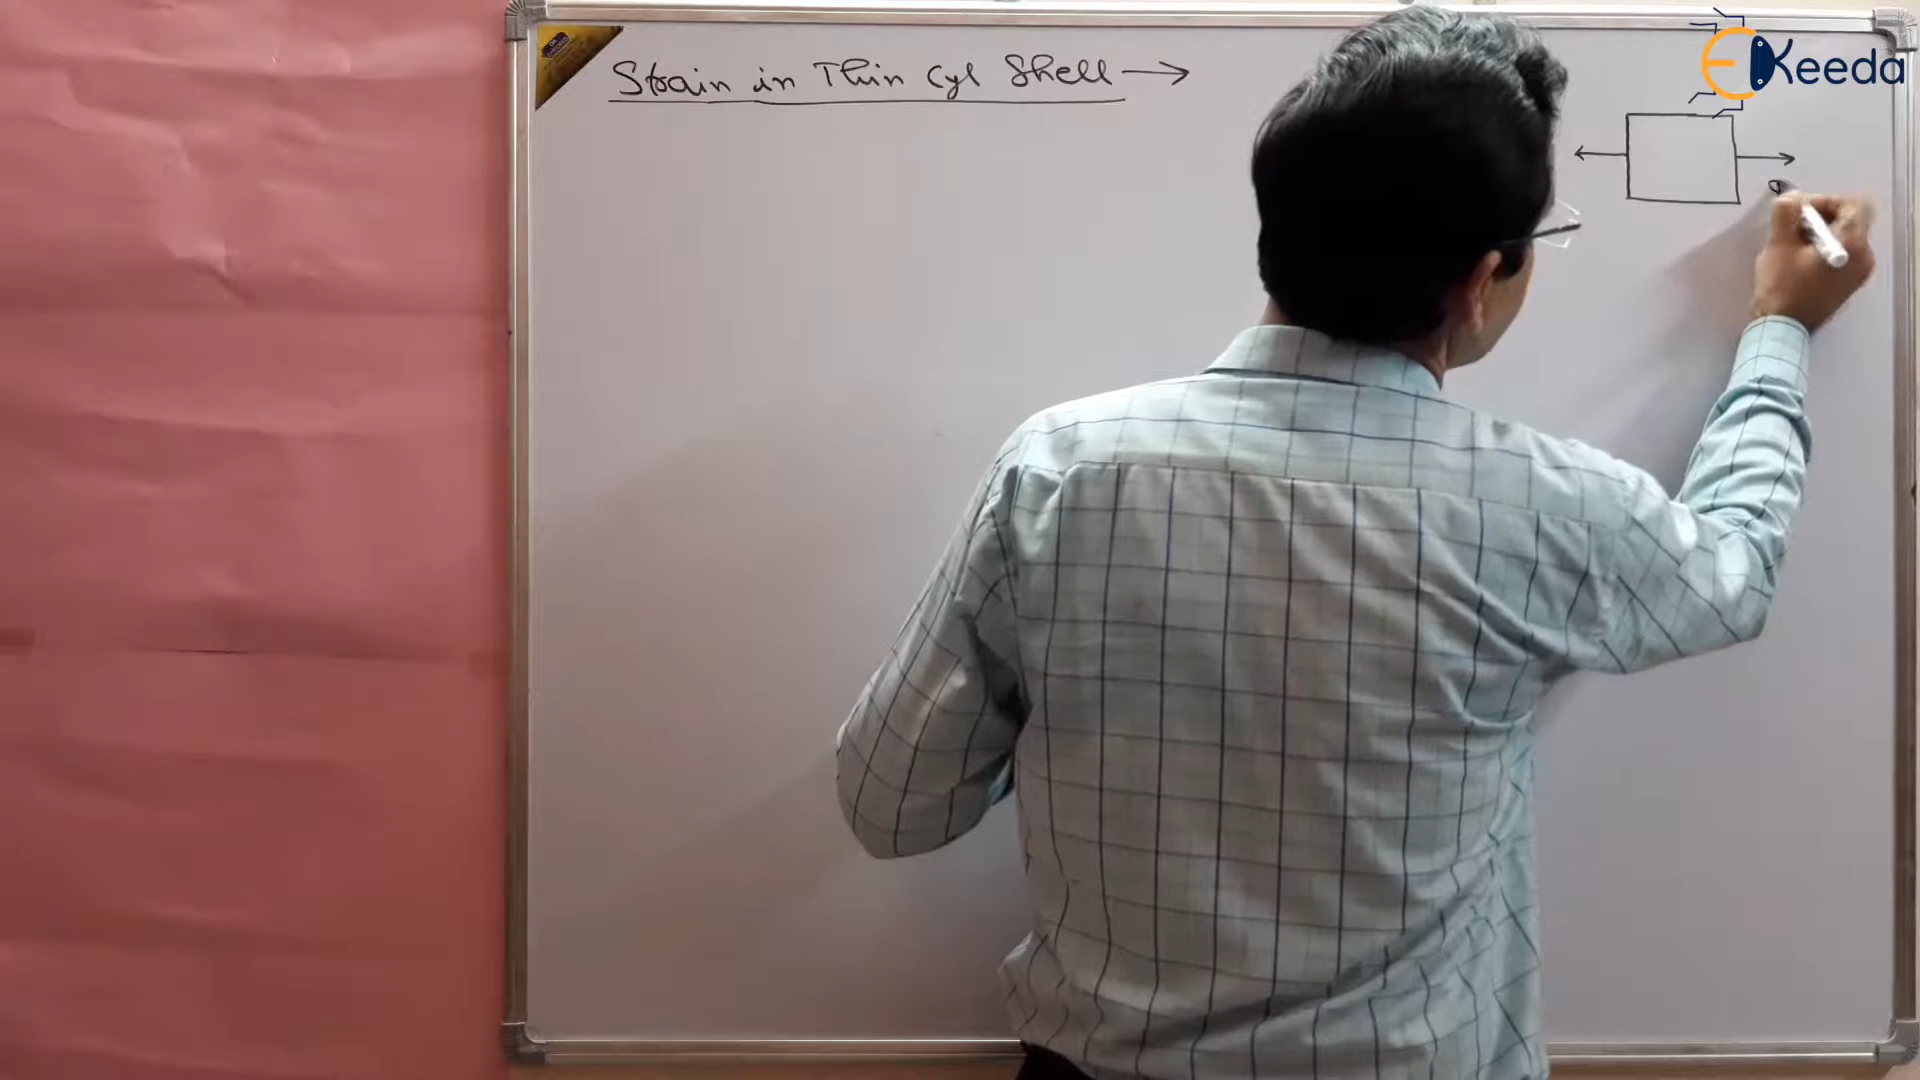 Strain in Thin Cyl Shell →
EKeeda